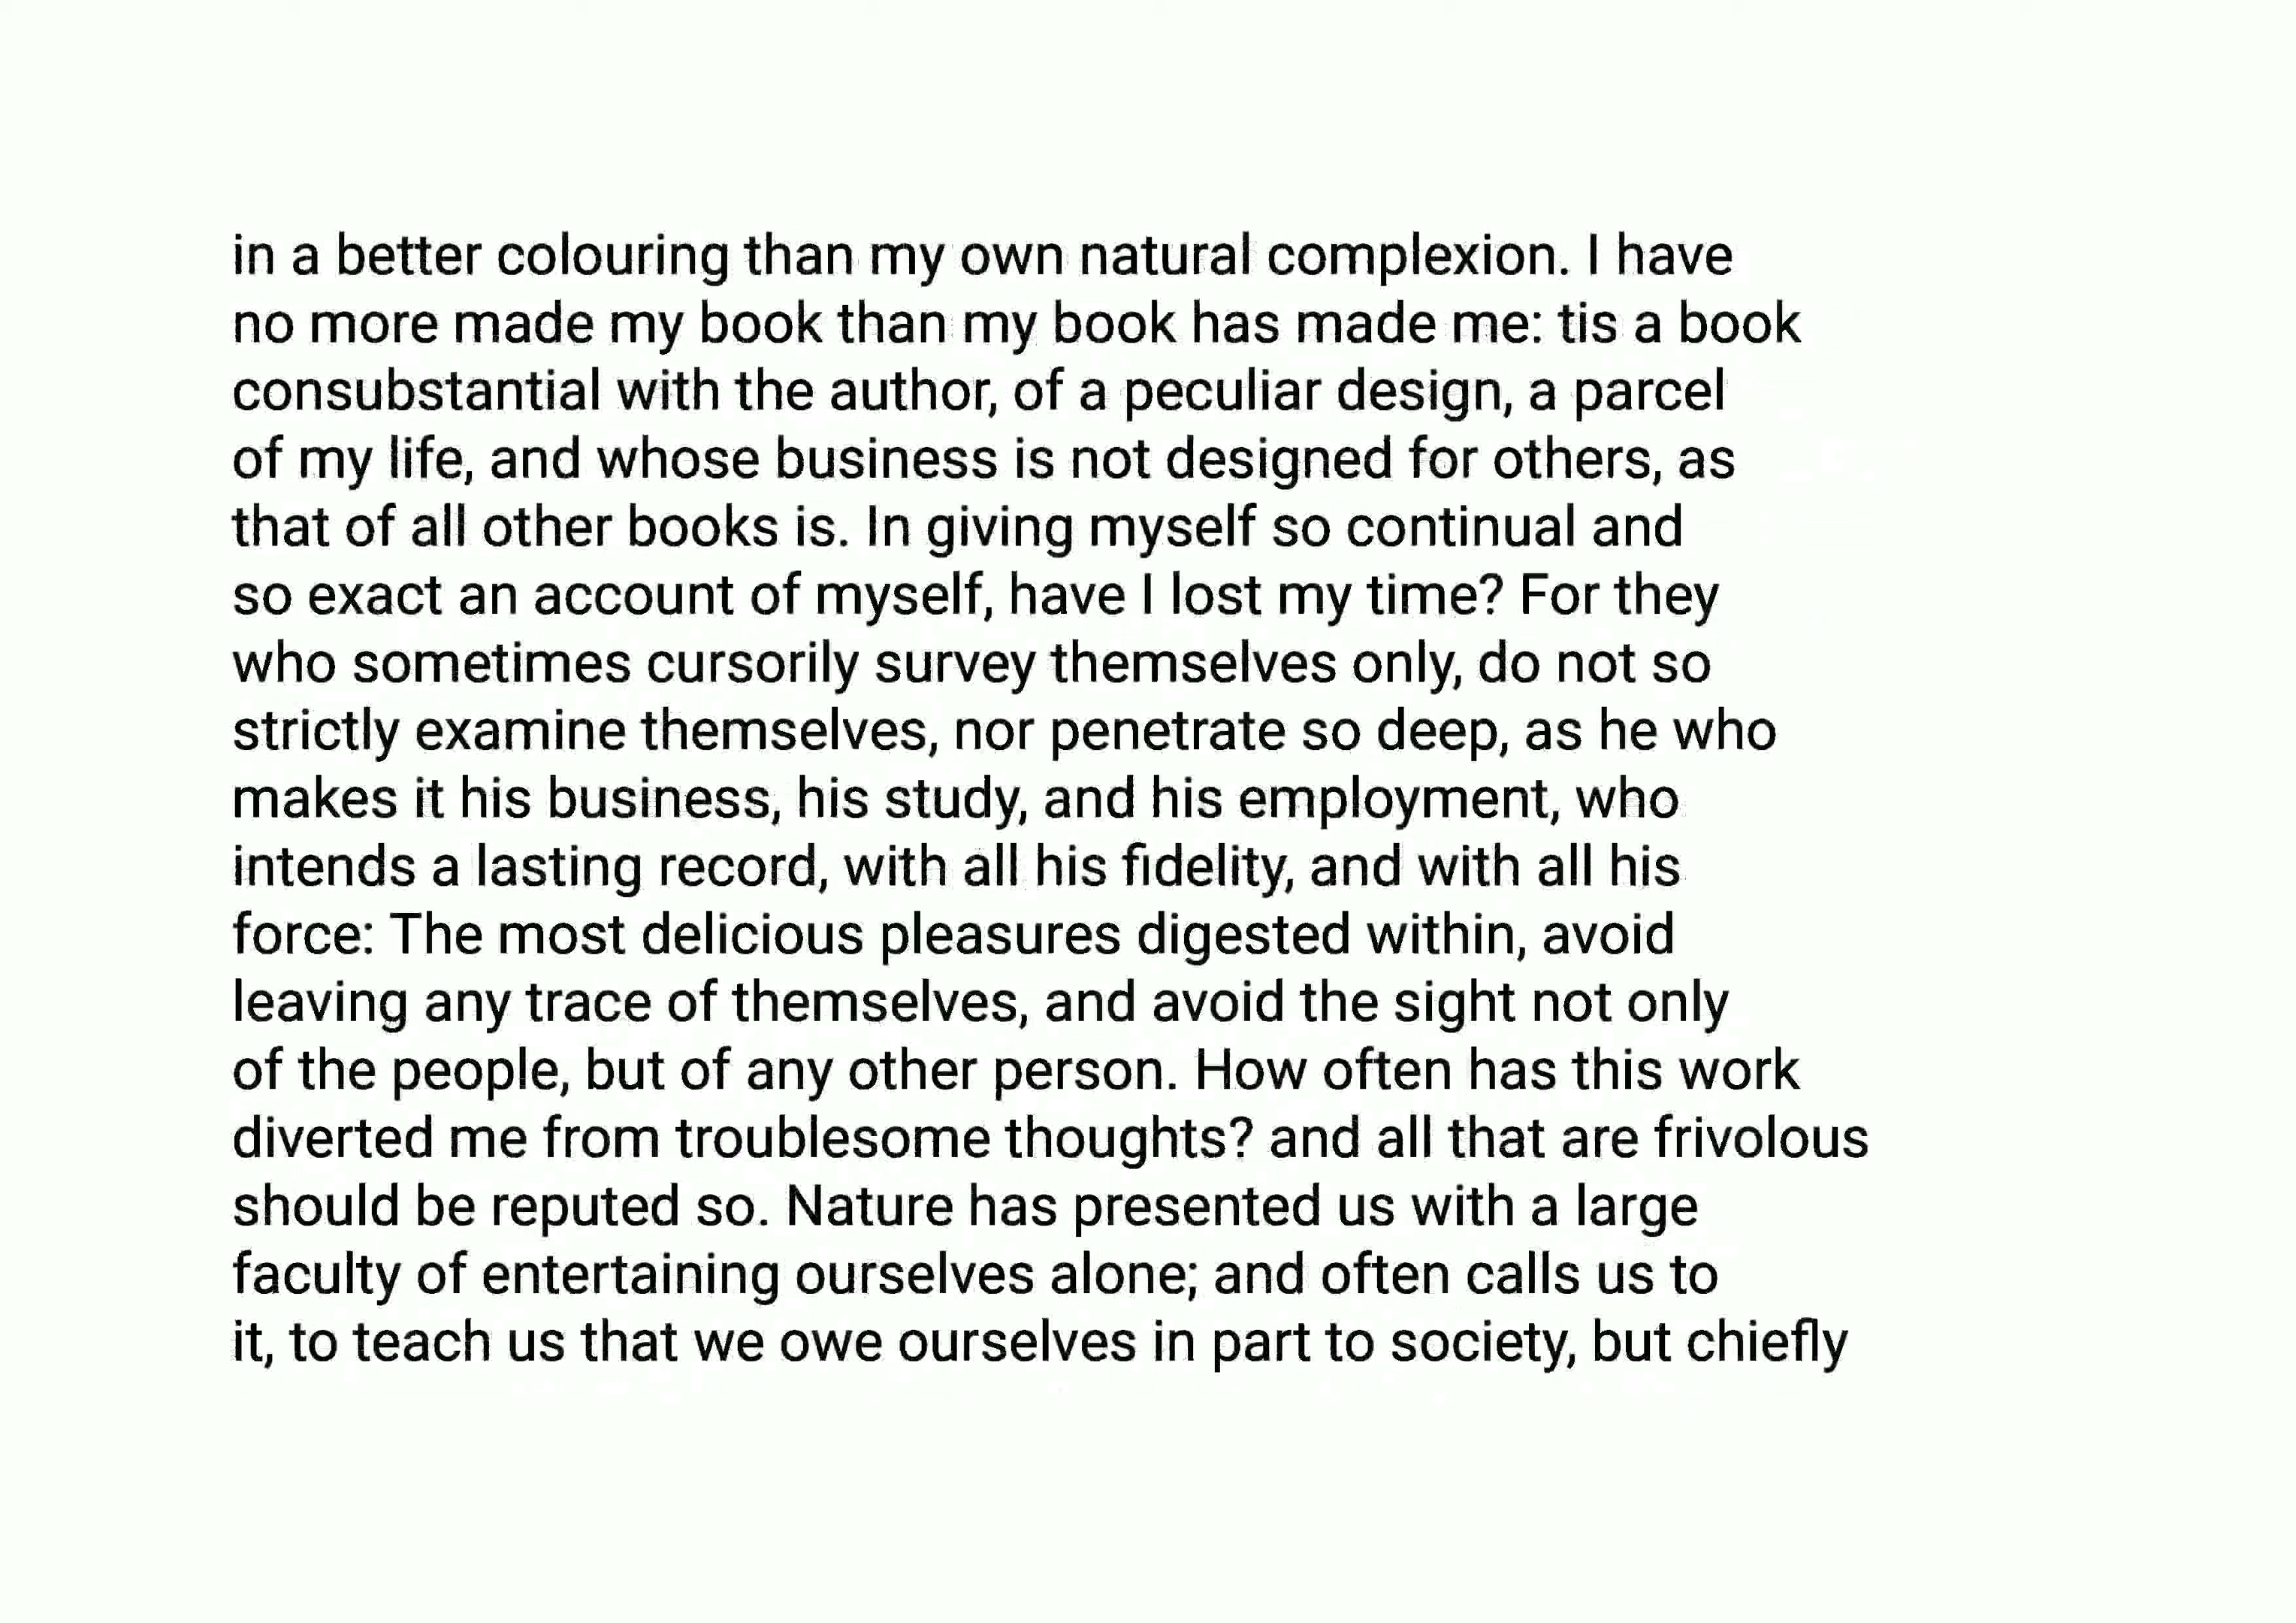 in a better colouring than my own natural complexion. I have
no more made my book than my book has made me: tis a book
consubstantial with the author, of a peculiar design, a parcel
of my life, and whose business is not designed for others, as
that of all other books is. In giving myself so continual and
so exact an account of myself, have I lost my time? For they
who sometimes cursorily survey themselves only, do not so
strictly examine themselves, nor penetrate so deep, as he who
makes it his business, his study, and his employment, who
intends a lasting record, with all his fidelity, and with all his
force: The most delicious pleasures digested within, avoid
leaving any trace of themselves, and avoid the sight not only
of the people, but of any other person. How often has this work
diverted me from troublesome thoughts? and all that are frivolous
should be reputed so. Nature has presented us with a large
faculty of entertaining ourselves alone; and often calls us to
it, to teach us that we owe ourselves in part to society, but chiefly